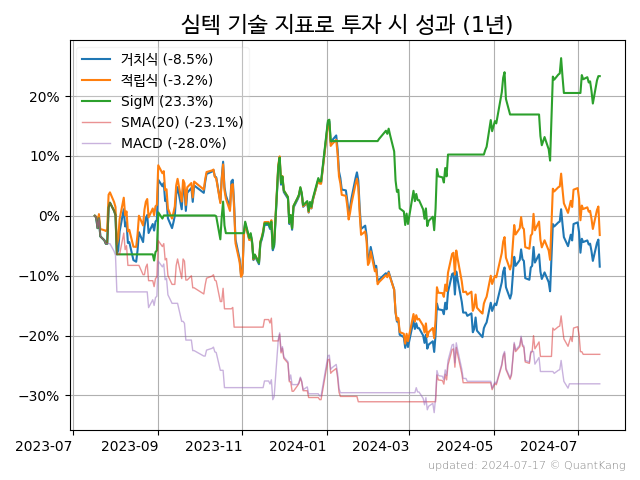 심텍 기술 지표로 투자 시 성과 (1년)
거치식 (-8.5%)
적립식 (-3.2%)
SigM (23.3%)
SMA(20) (-23.1%)
MACD (-28.0%)
20%
10%
0%
−10%
−20%
−30%
2023-07 2023-09 2023-11 2024-01 2024-03 2024-05 2024-07
updated: 2024-07-17 © QuantKang